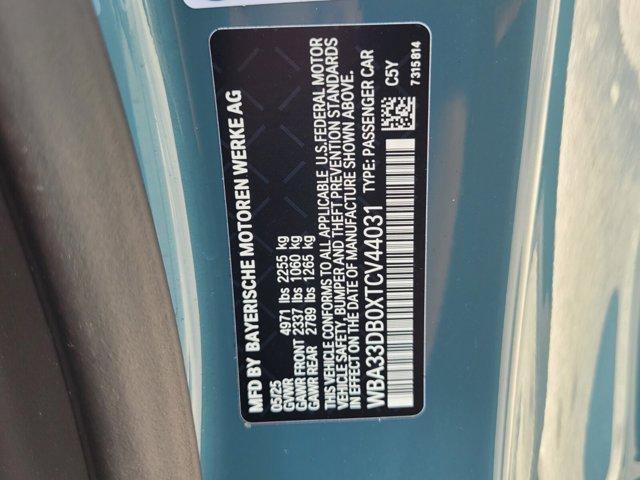 MFD BY BAYERISCHE MOTOREN WERKE AG
05/25
GVWR 4971 lbs 2255 kg
GAWR FRONT 2337 lbs 1060 kg
GAWR REAR 2789 lbs 1265 kg
THIS VEHICLE CONFORMS TO ALL APPLICABLE U.S.FEDERAL MOTOR
VEHICLE SAFETY, BUMPER AND THEFT PREVENTION STANDARDS
IN EFFECT ON THE DATE OF MANUFACTURE SHOWN ABOVE.
WBA33DB0XTCV44031 TYPE: PASSENGER CAR
C5Y
7315814